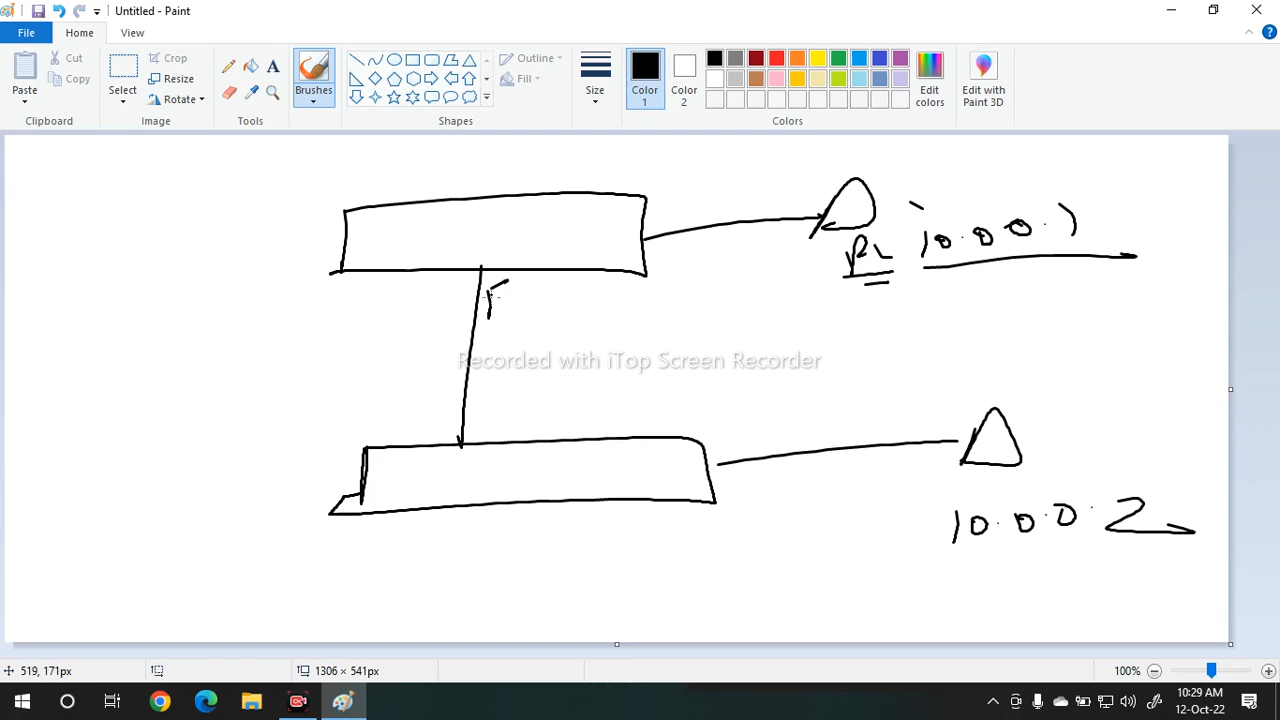 Untitled - Paint
File
Home
View
Paste
Cut
Copy
Clipboard
Select
Resize
Rotate
Image
A
Tools
Brushes
Outline
Fill
Shapes
Size
Color 1
Color 2
Edit colors
Colors
Edit with Paint 3D
10.0.0.1
Recorded with iTop Screen Recorder
10.0.0.2
519, 171px
1306 × 541px
100%
10:29 AM
12-Oct-22